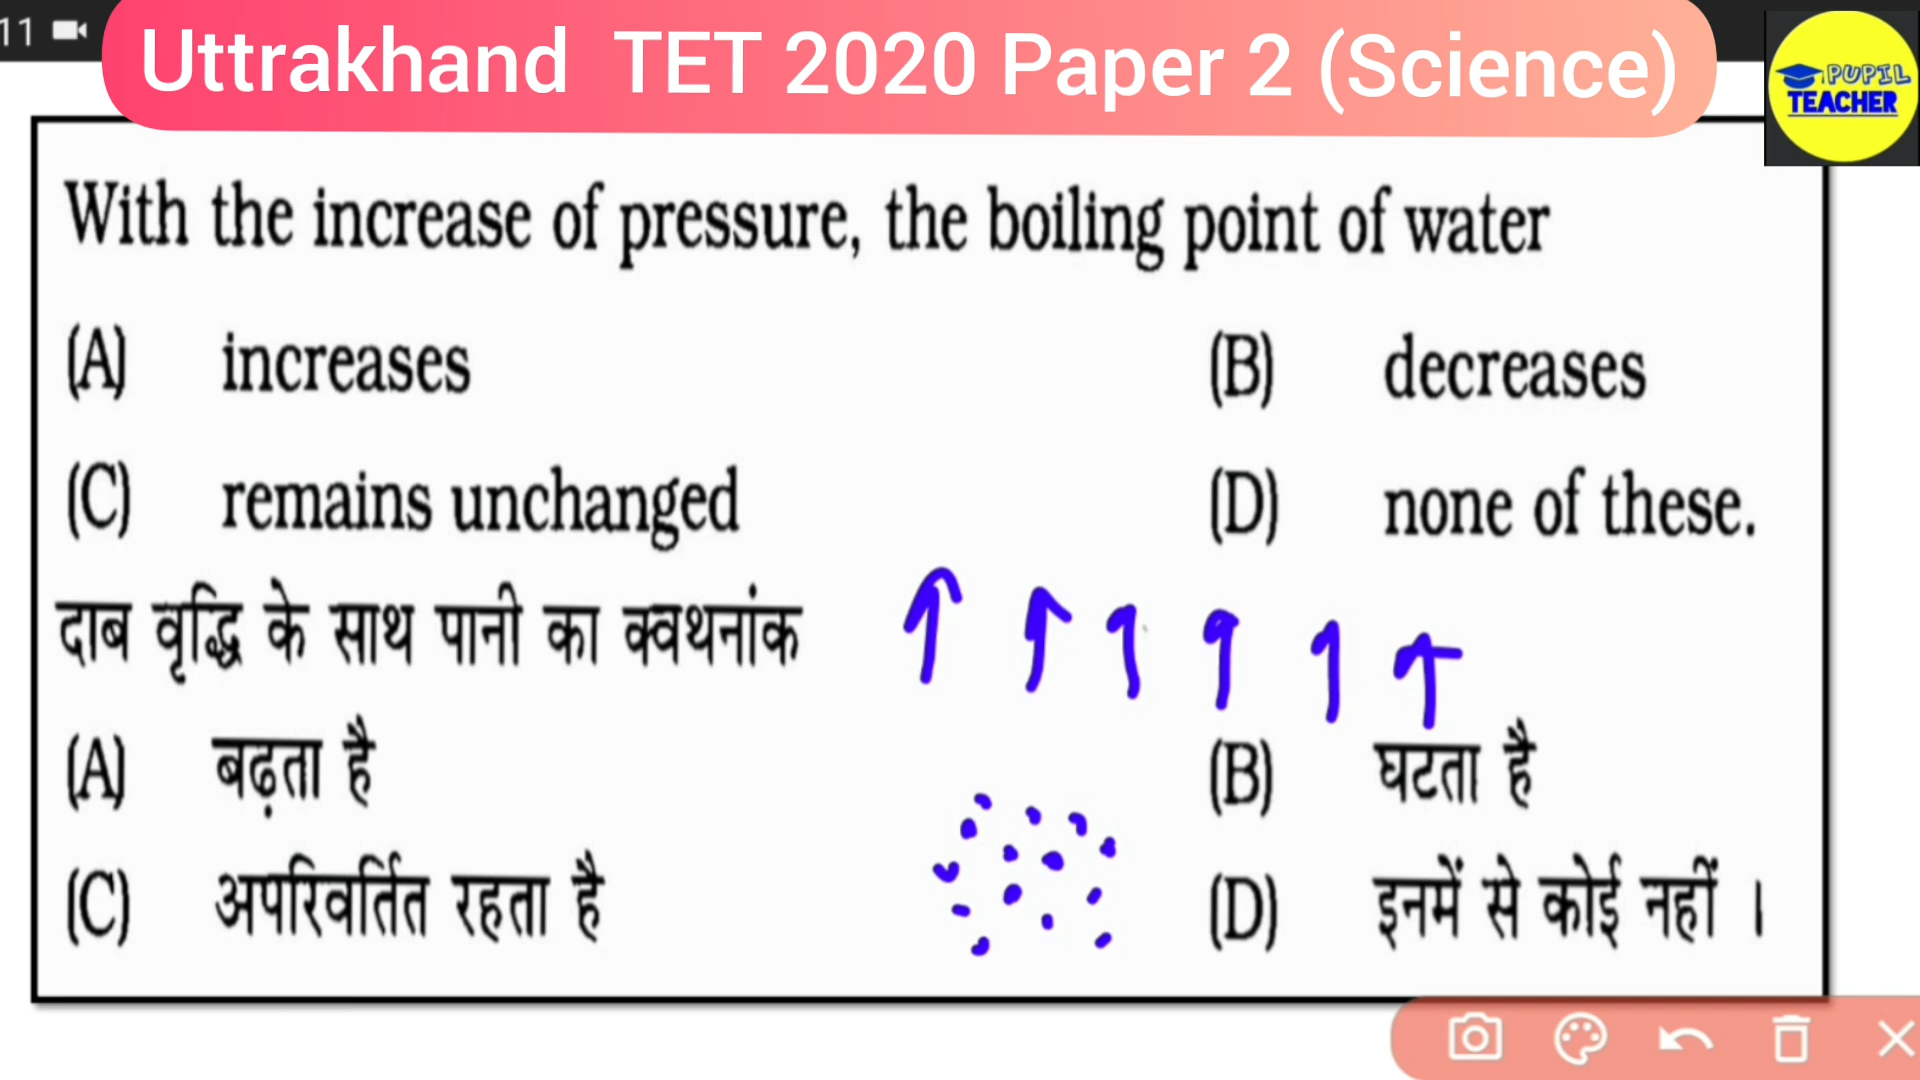 11
Uttrakhand TET 2020 Paper 2 (Science)
PUPIL
TEACHER
With the increase of pressure, the boiling point of water
(A) increases (B) decreases
(C) remains unchanged (D) none of these.
दाब वृद्धि के साथ पानी का क्वथनांक
(A) बढ़ता है (B) घटता है
(C) अपरिवर्तित रहता है (D) इनमें से कोई नहीं ।